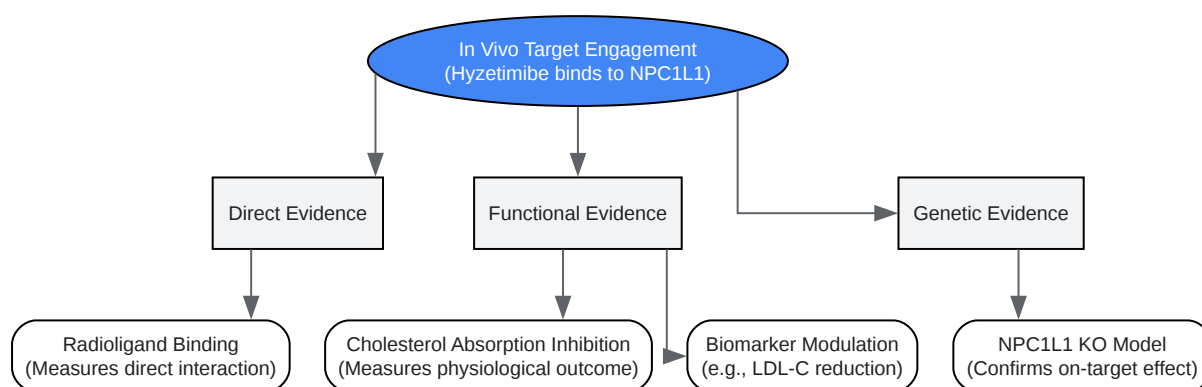 In Vivo Target Engagement
(Hyzetimibe binds to NPC1L1)
Direct Evidence
Functional Evidence
Genetic Evidence
Radioligand Binding
(Measures direct interaction)
Cholesterol Absorption Inhibition
(Measures physiological outcome)
Biomarker Modulation
(e.g., LDL-C reduction)
NPC1L1 KO Model
(Confirms on-target effect)